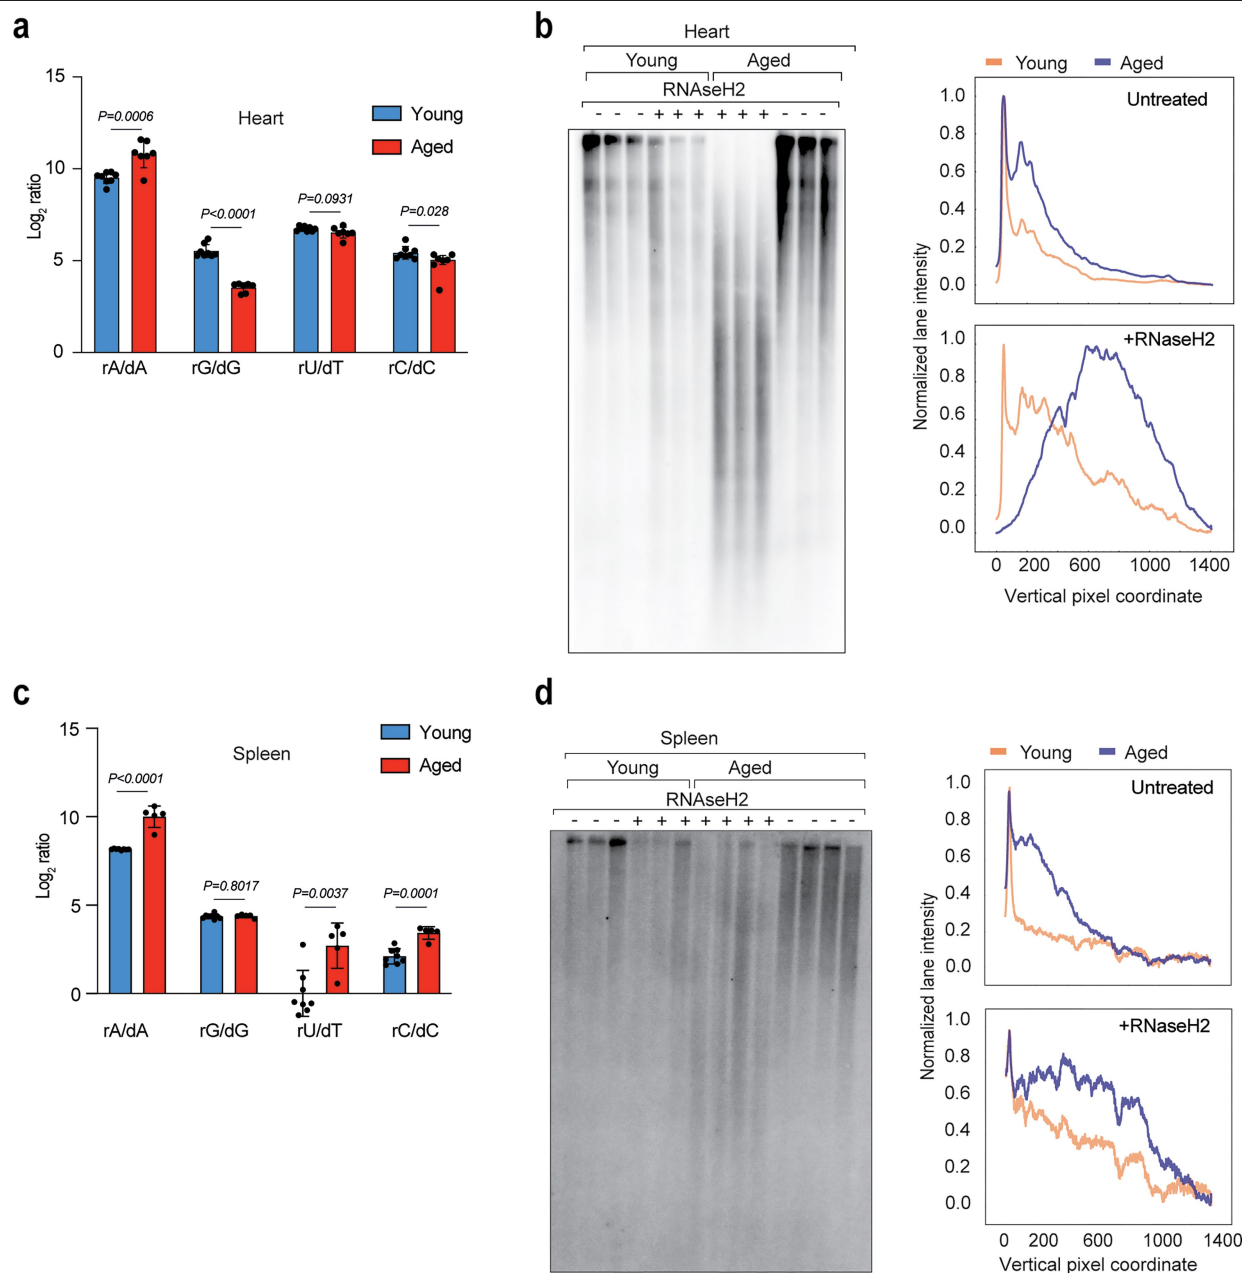 a
15
10
5
0
Log2 ratio
Heart
Young
Aged
P=0.0006
P<0.0001
P=0.0931
P=0.028
rA/dA
rG/dG
rU/dT
rC/dC
b
Heart
Young Aged
RNAseH2
- - - + + + + + + - - -
Young Aged
Untreated
1.0
0.8
0.6
0.4
0.2
0.0
+RNaseH2
1.0
0.8
0.6
0.4
0.2
0.0
Normalized lane intensity
0 200 600 1000 1400
Vertical pixel coordinate
c
15
10
5
0
Log2 ratio
Spleen
Young
Aged
P<0.0001
P=0.8017
P=0.0037
P=0.0001
rA/dA
rG/dG
rU/dT
rC/dC
d
Spleen
Young Aged
RNAseH2
- - - + + + + + + + - - - -
Young Aged
Untreated
1.0
0.8
0.6
0.4
0.2
0.0
+RNaseH2
1.0
0.8
0.6
0.4
0.2
0.0
Normalized lane intensity
0 200 600 1000 1400
Vertical pixel coordinate